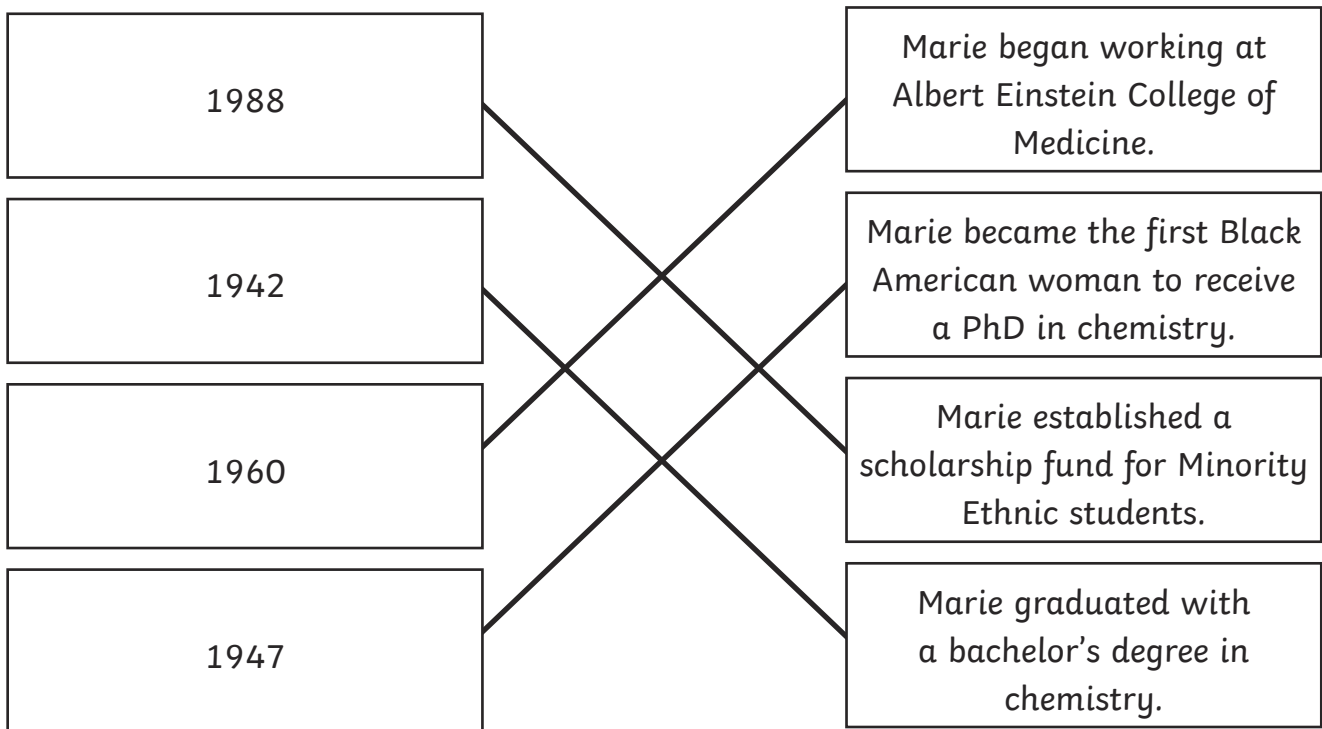 1988
1942
1960
1947
Marie began working at
Albert Einstein College of
Medicine.
Marie became the first Black
American woman to receive
a PhD in chemistry.
Marie established a
scholarship fund for Minority
Ethnic students.
Marie graduated with
a bachelor's degree in
chemistry.